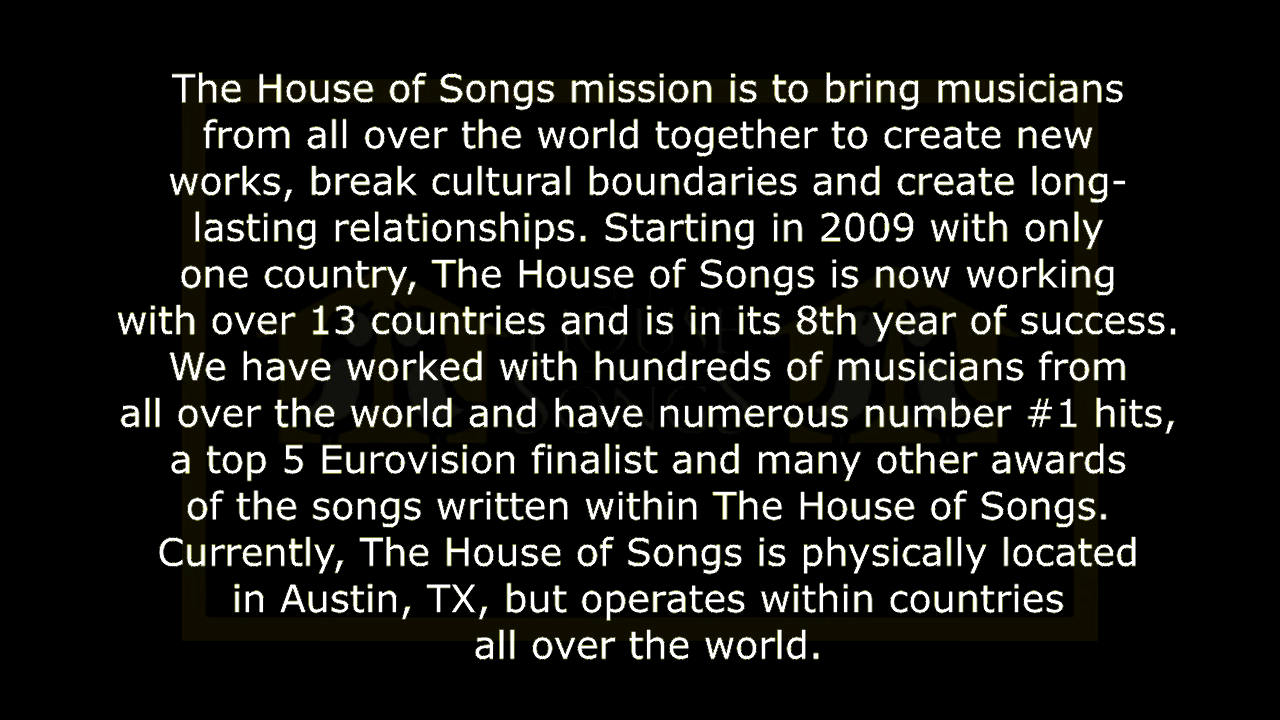 The House of Songs mission is to bring musicians
from all over the world together to create new
works, break cultural boundaries and create long-
lasting relationships. Starting in 2009 with only
one country, The House of Songs is now working
with over 13 countries and is in its 8th year of success.
We have worked with hundreds of musicians from
all over the world and have numerous number #1 hits,
a top 5 Eurovision finalist and many other awards
of the songs written within The House of Songs.
Currently, The House of Songs is physically located
in Austin, TX, but operates within countries
all over the world.